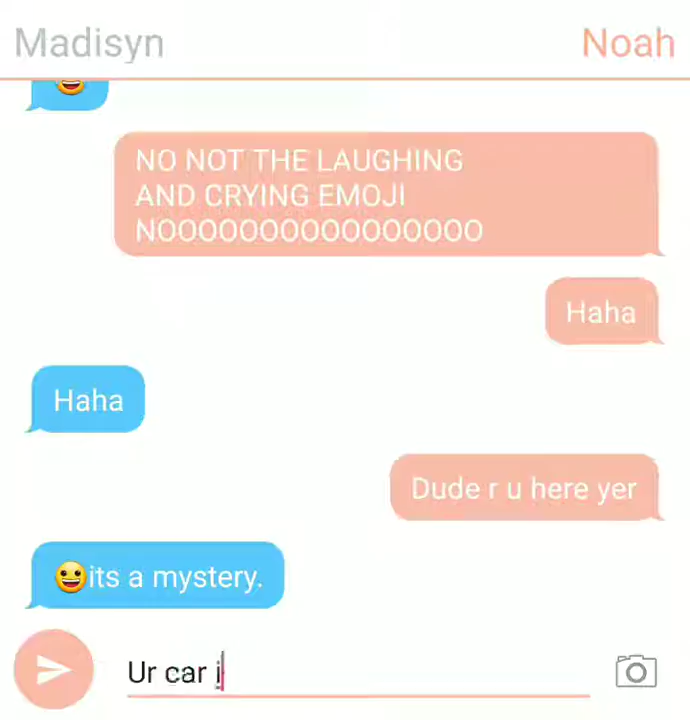 Madisyn Noah
NO NOT THE LAUGHING
AND CRYING EMOJI
NOOOOOOOOOOOOOOOO
Haha
Haha
Dude r u here yer
😀its a mystery.
Ur car i